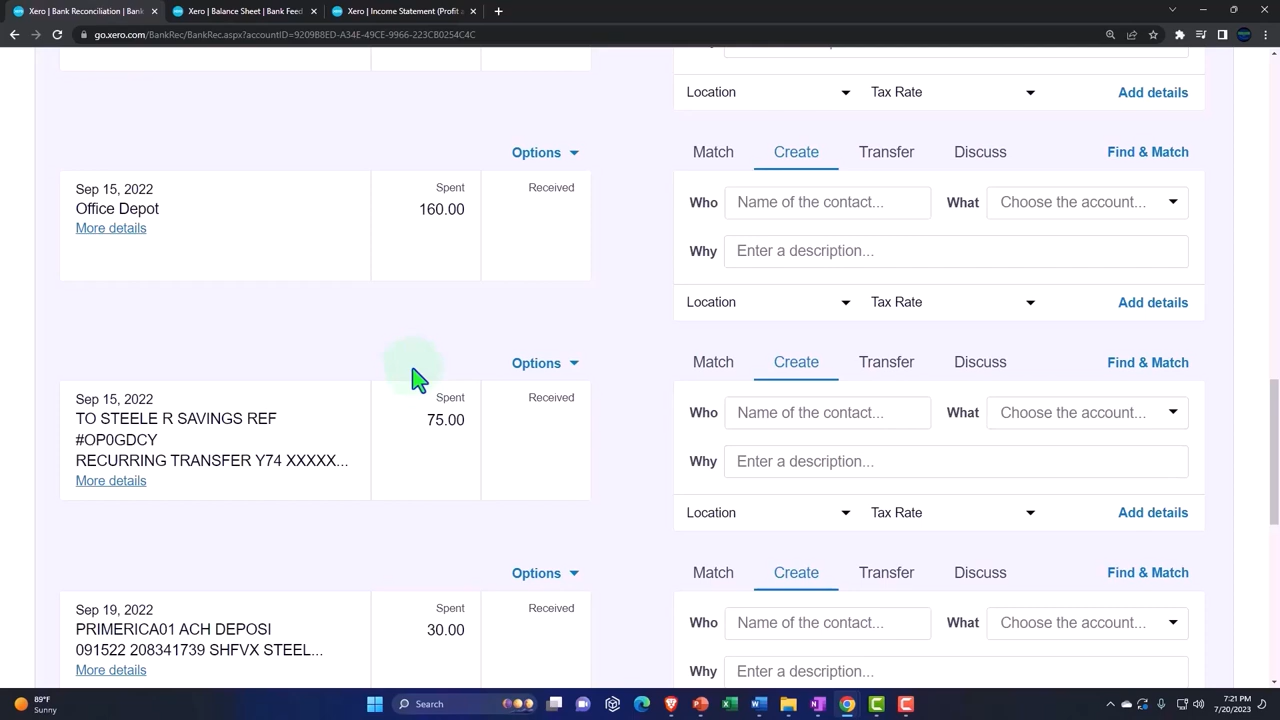 Xero | Reconciliation | Bank
Xero | Balance Sheet | Bank Feed
Xero | Income Statement (Profit a
go.xero.com/BankRec/BankRec.aspx?accountID=9209B8ED-A34E-49CE-9966-223CB0254C4C
Location
Tax Rate
Add details
Options
Match
Create
Transfer
Discuss
Find & Match
Sep 15, 2022
Spent
Received
Office Depot
160.00
More details
Who
Name of the contact...
What
Choose the account...
Why
Enter a description...
Location
Tax Rate
Add details
Options
Match
Create
Transfer
Discuss
Find & Match
Sep 15, 2022
Spent
Received
TO STEELE R SAVINGS REF
75.00
#OP0GDCY
RECURRING TRANSFER Y74 XXXXX...
More details
Who
Name of the contact...
What
Choose the account...
Why
Enter a description...
Location
Tax Rate
Add details
Options
Match
Create
Transfer
Discuss
Find & Match
Sep 19, 2022
Spent
Received
PRIMERICA01 ACH DEPOSI
30.00
091522 208341739 SHFVX STEEL...
More details
Who
Name of the contact...
What
Choose the account...
Why
Enter a description...
89°F
Sunny
Search
7:21 PM
7/20/2023